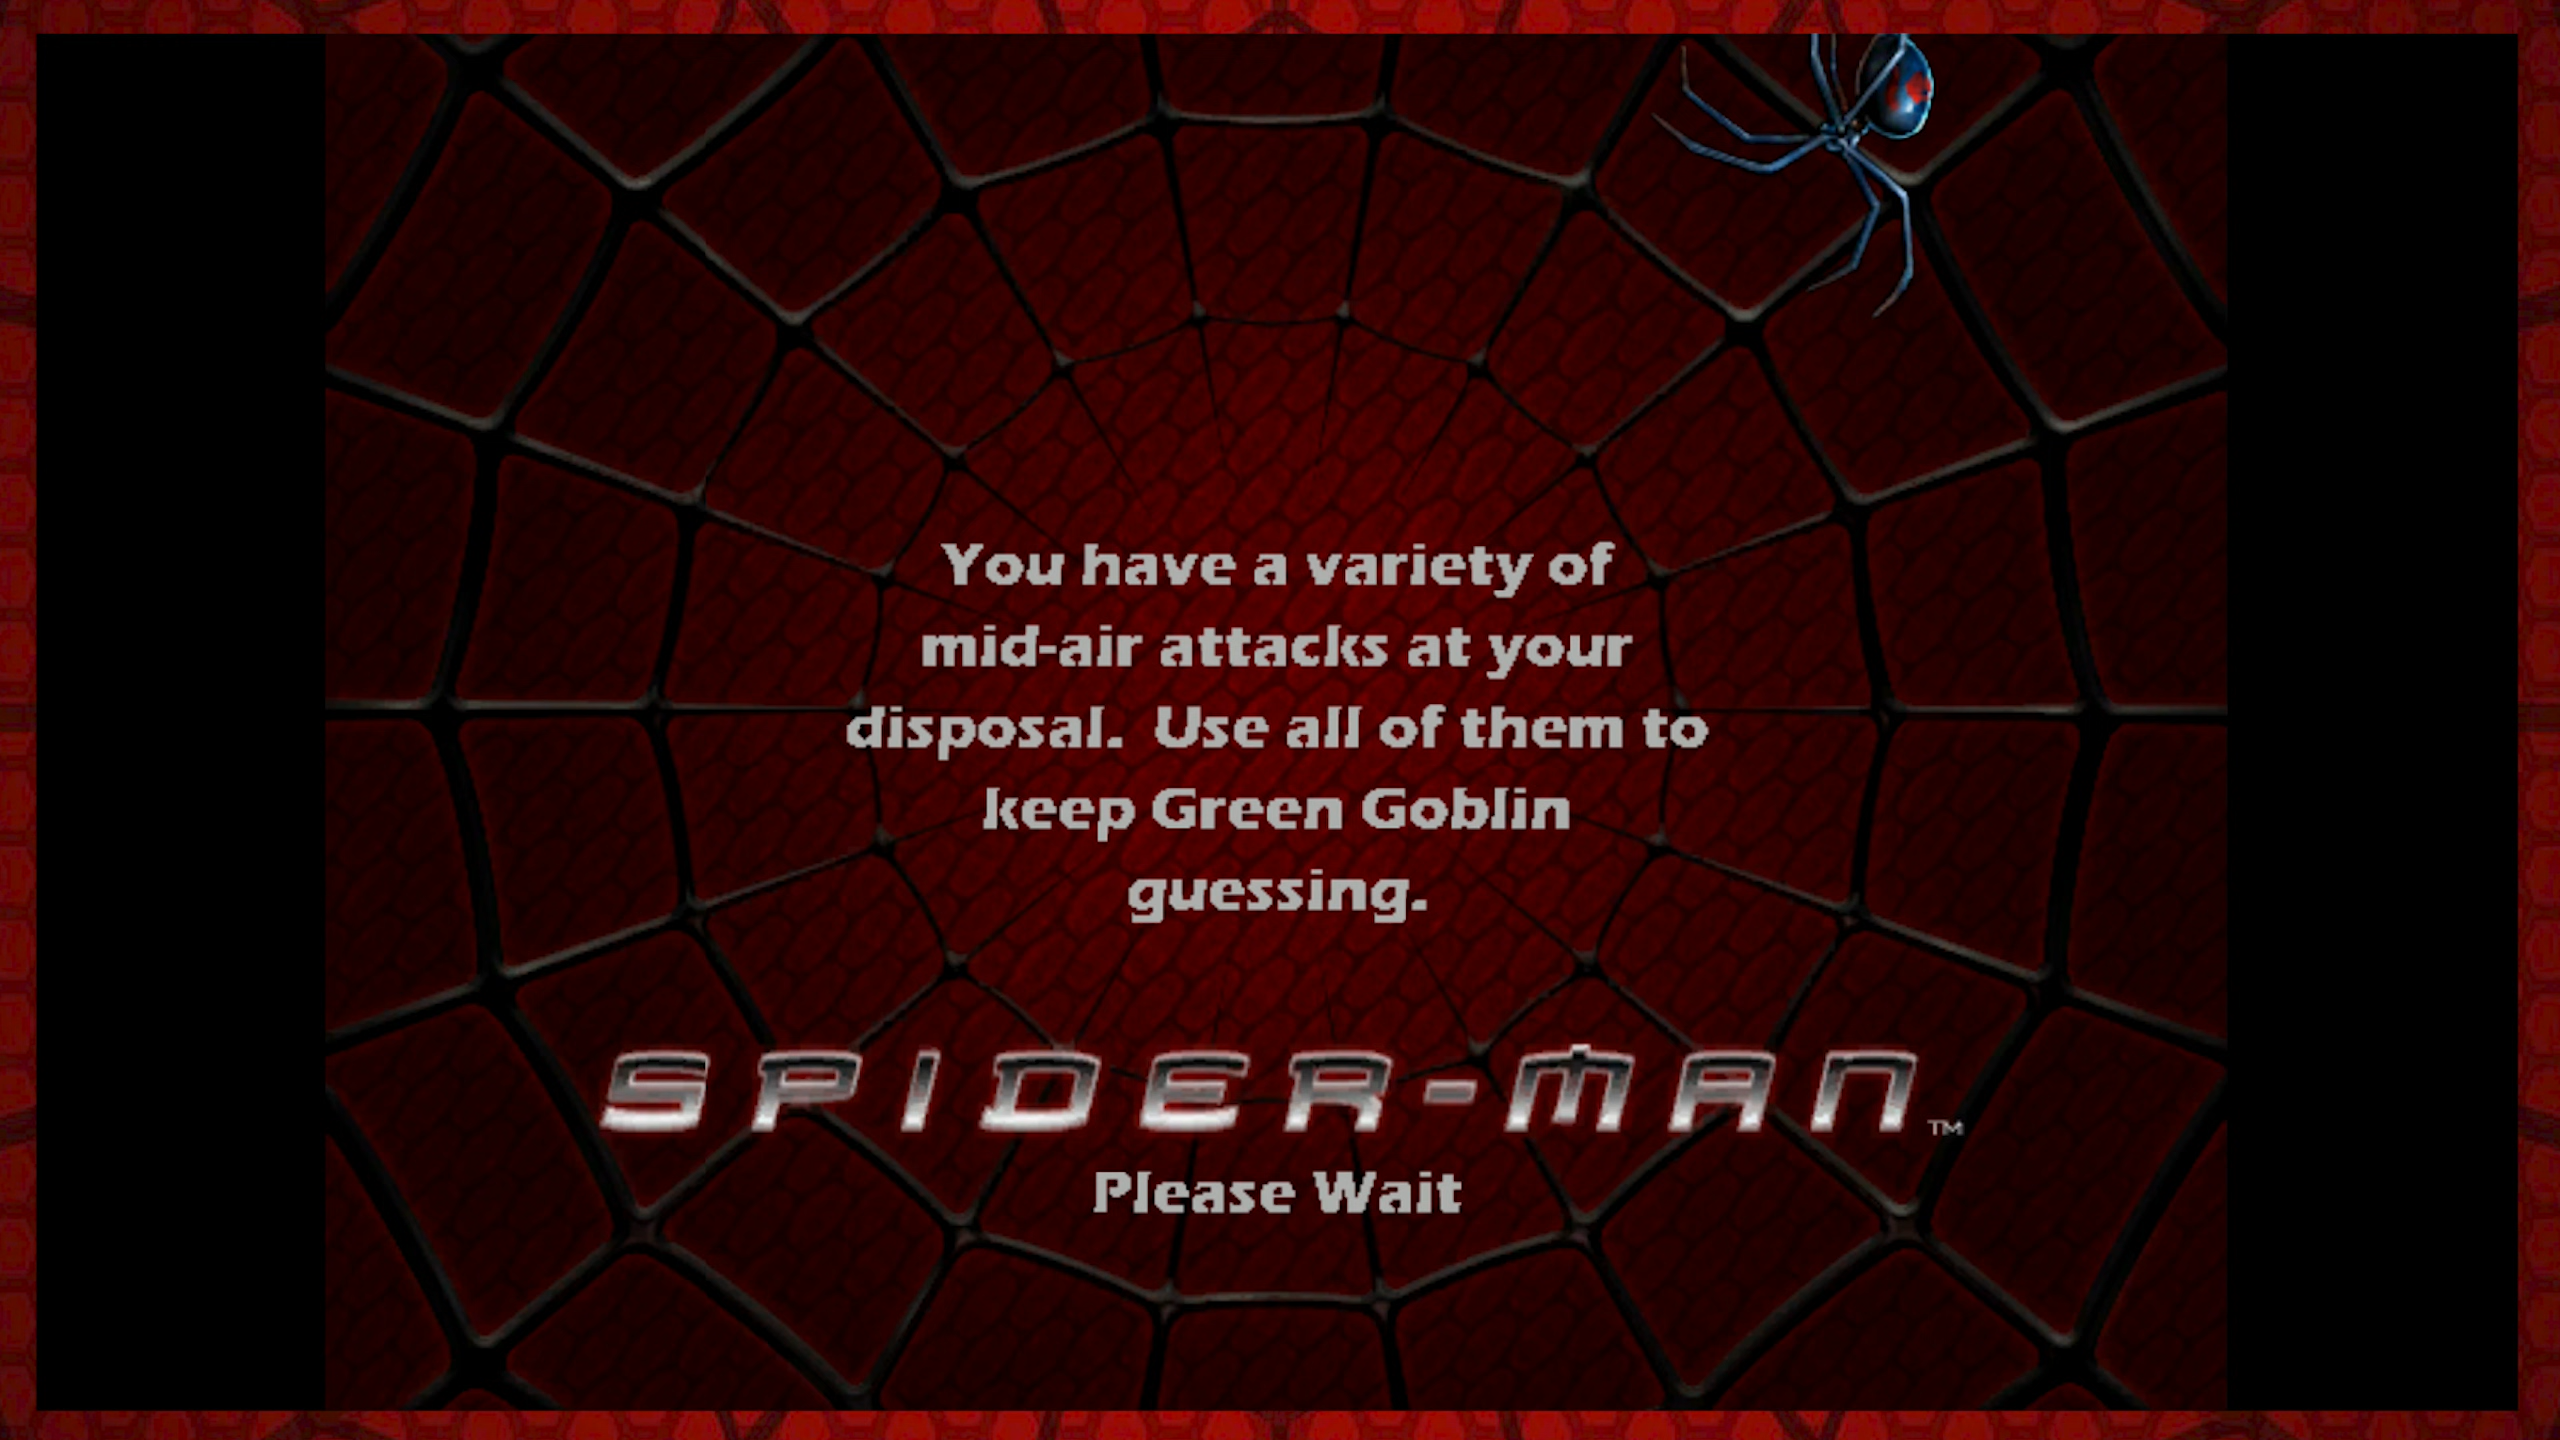 You have a variety of
mid-air attacks at your
disposal.  Use all of them to
keep Green Goblin
guessing.
SPIDER-MAN™
Please Wait